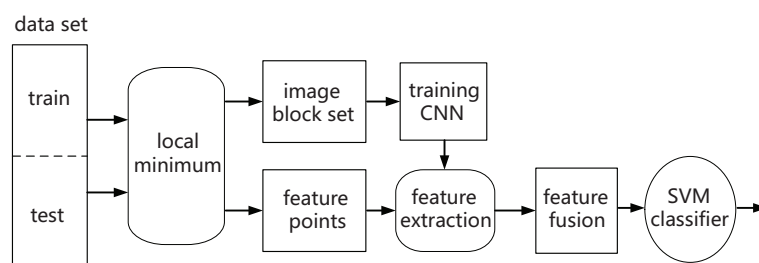 data set
train
test
local
minimum
image
block set
training
CNN
feature
points
feature
extraction
feature
fusion
SVM
classifier